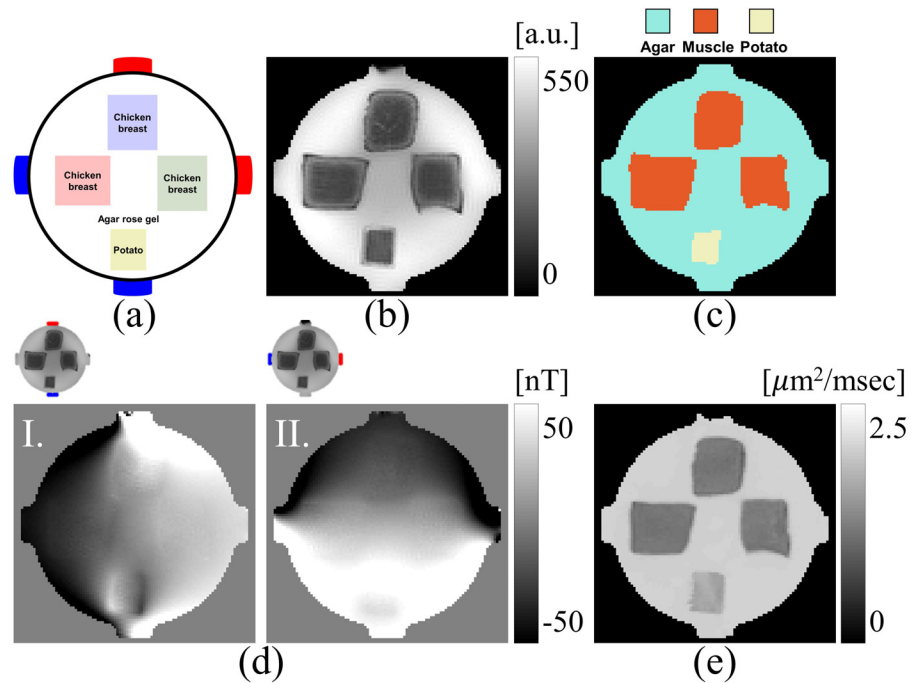 Chicken
breast
Chicken
breast
Chicken
breast
Agar rose gel
Potato
(a)
[a.u.]
550
0
(b)
Agar Muscle Potato
(c)
I.
II.
[nT]
50
-50
(d)
[μm²/msec]
2.5
0
(e)